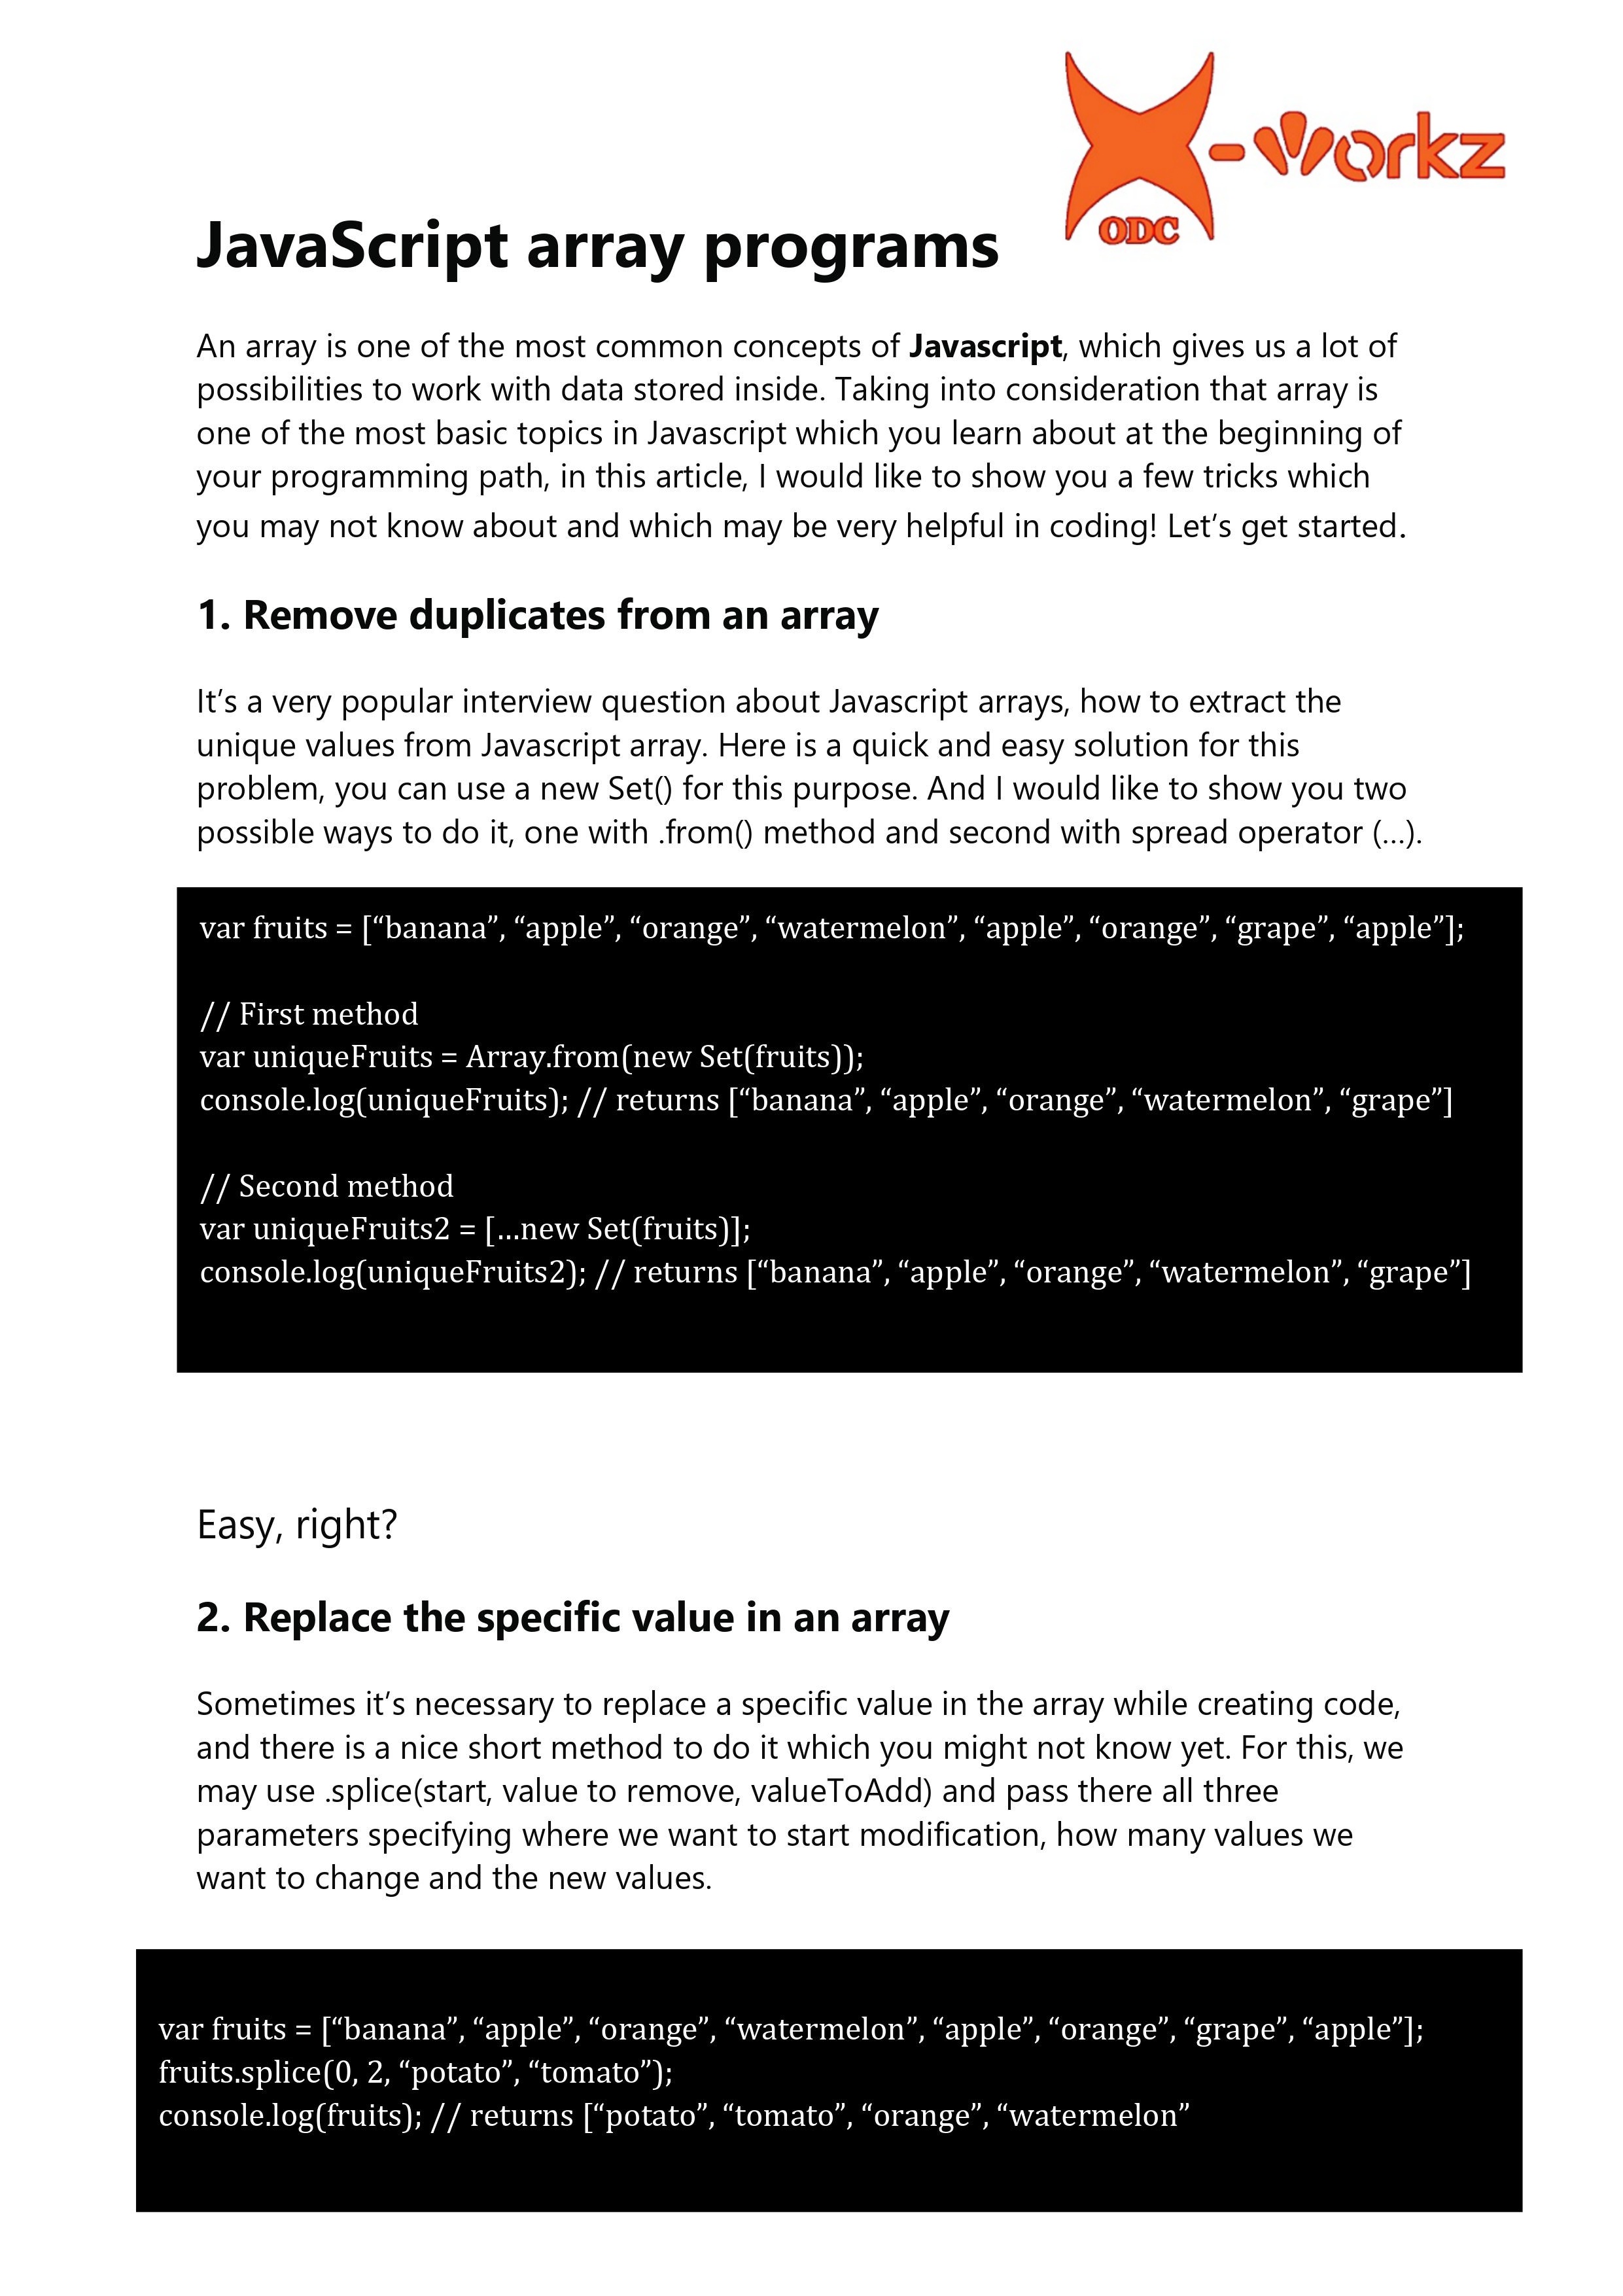 X-Workz
ODC
JavaScript array programs
An array is one of the most common concepts of Javascript, which gives us a lot of
possibilities to work with data stored inside. Taking into consideration that array is
one of the most basic topics in Javascript which you learn about at the beginning of
your programming path, in this article, I would like to show you a few tricks which
you may not know about and which may be very helpful in coding! Let’s get started.
1. Remove duplicates from an array
It’s a very popular interview question about Javascript arrays, how to extract the
unique values from Javascript array. Here is a quick and easy solution for this
problem, you can use a new Set() for this purpose. And I would like to show you two
possible ways to do it, one with .from() method and second with spread operator (…).
var fruits = [“banana”, “apple”, “orange”, “watermelon”, “apple”, “orange”, “grape”, “apple”];
// First method
var uniqueFruits = Array.from(new Set(fruits));
console.log(uniqueFruits); // returns [“banana”, “apple”, “orange”, “watermelon”, “grape”]
// Second method
var uniqueFruits2 = […new Set(fruits)];
console.log(uniqueFruits2); // returns [“banana”, “apple”, “orange”, “watermelon”, “grape”]
Easy, right?
2. Replace the specific value in an array
Sometimes it’s necessary to replace a specific value in the array while creating code,
and there is a nice short method to do it which you might not know yet. For this, we
may use .splice(start, value to remove, valueToAdd) and pass there all three
parameters specifying where we want to start modification, how many values we
want to change and the new values.
var fruits = [“banana”, “apple”, “orange”, “watermelon”, “apple”, “orange”, “grape”, “apple”];
fruits.splice(0, 2, “potato”, “tomato”);
console.log(fruits); // returns [“potato”, “tomato”, “orange”, “watermelon”